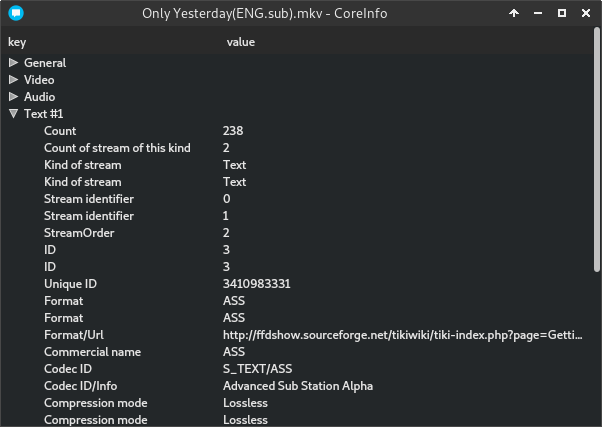 Only Yesterday(ENG.sub).mkv - CoreInfo
key value
General
Video
Audio
Text #1
Count 238
Count of stream of this kind 2
Kind of stream Text
Kind of stream Text
Stream identifier 0
Stream identifier 1
StreamOrder 2
ID 3
ID 3
Unique ID 3410983331
Format ASS
Format ASS
Format/Url http://ffdshow.sourceforge.net/tikiwiki/tiki-index.php?page=Getti...
Commercial name ASS
Codec ID S_TEXT/ASS
Codec ID/Info Advanced Sub Station Alpha
Compression mode Lossless
Compression mode Lossless